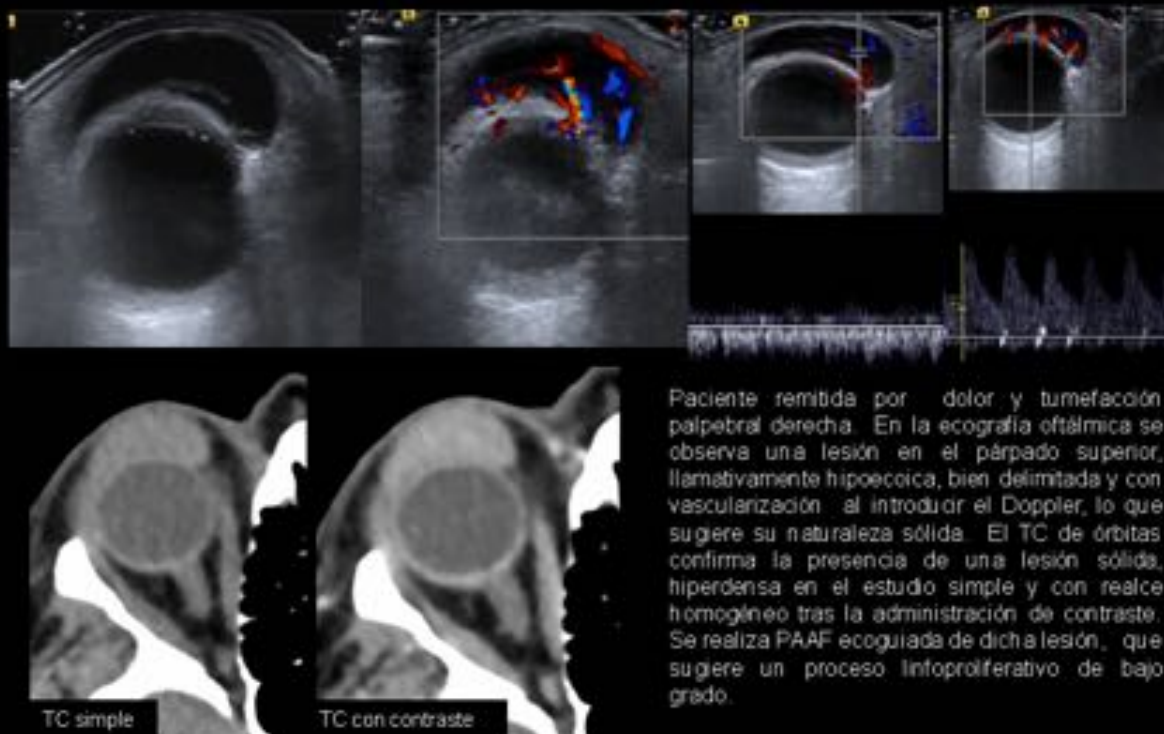 Paciente remitida por dolor y tumefacción
palpebral derecha. En la ecografía oftálmica se
observa una lesión en el párpado superior,
llamativamente hipoecoica, bien delimitada y con
vascularización al introducir el Doppler, lo que
sugiere su naturaleza sólida. El TC de órbitas
confirma la presencia de una lesión sólida,
hiperdensa en el estudio simple y con realce
homogéneo tras la administración de contraste.
Se realiza PAAF ecoguiada de dicha lesión, que
sugiere un proceso linfoproliferativo de bajo
grado.
TC simple
TC con contraste